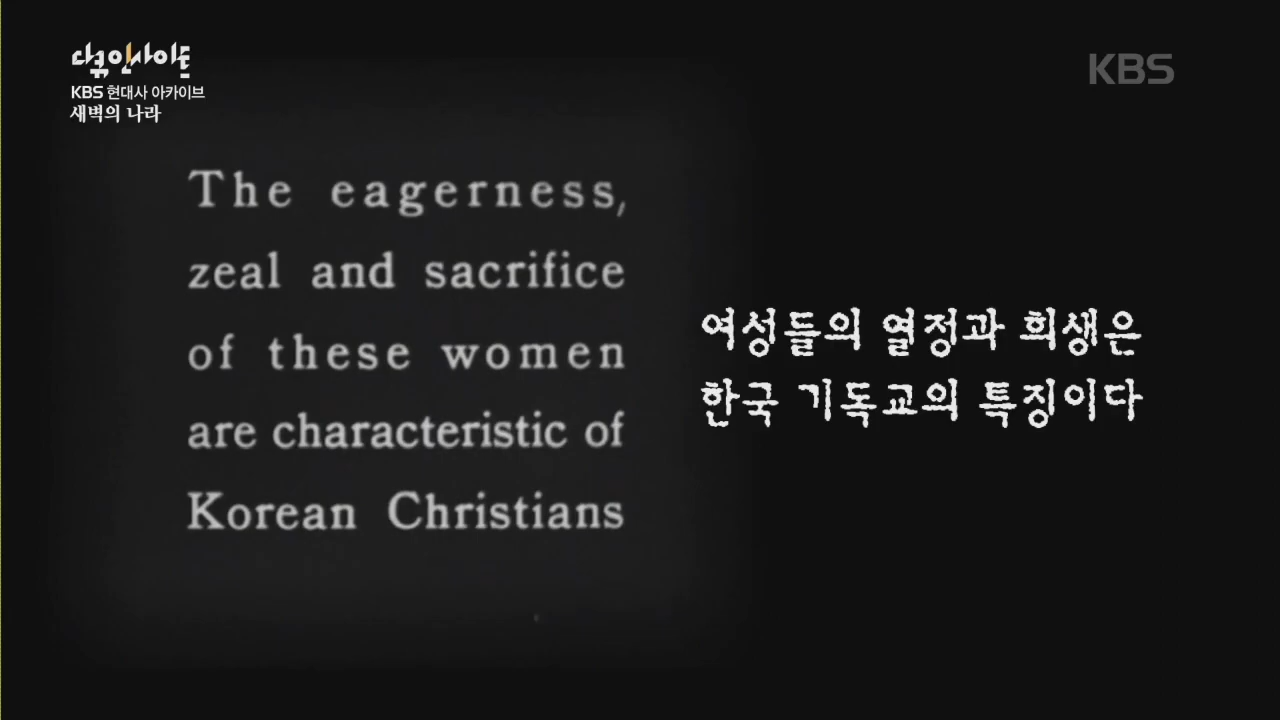 다큐인사이트
KBS 현대사 아카이브
새벽의 나라
KBS
The eagerness,
zeal and sacrifice
of these women
are characteristic of
Korean Christians
여성들의 열정과 희생은
한국 기독교의 특징이다